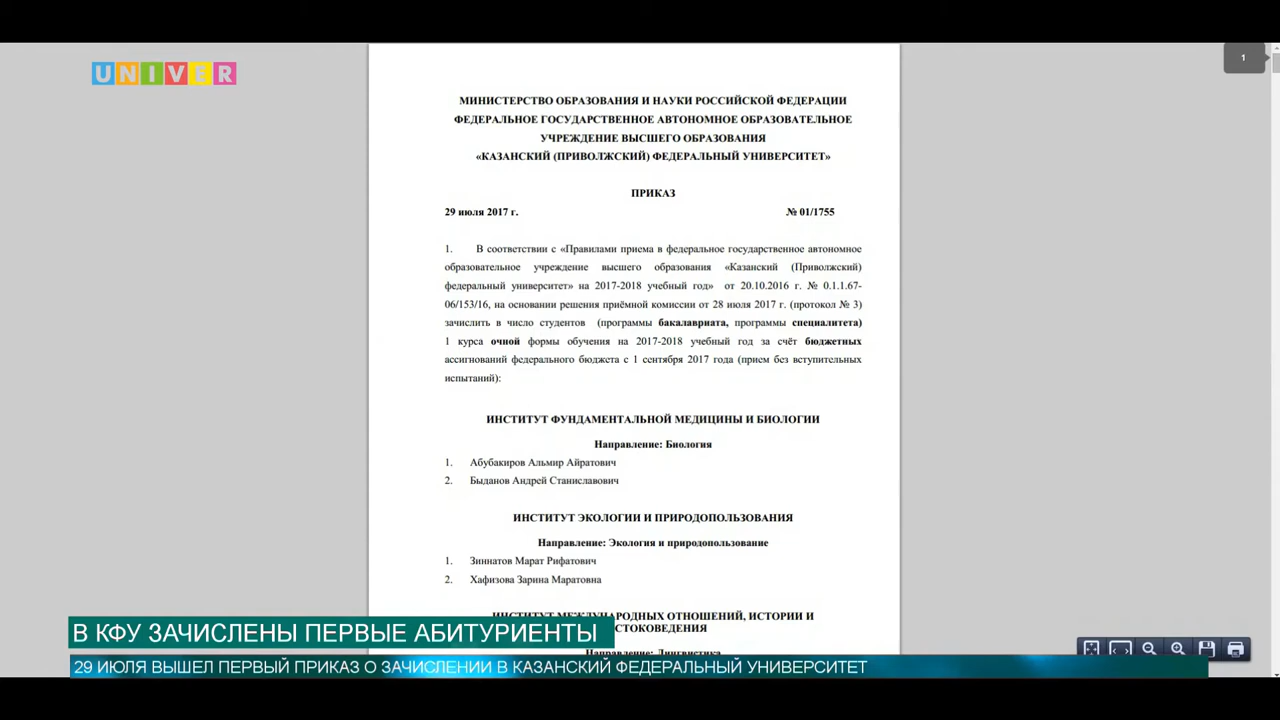 UNIVER
1
МИНИСТЕРСТВО ОБРАЗОВАНИЯ И НАУКИ РОССИЙСКОЙ ФЕДЕРАЦИИ
ФЕДЕРАЛЬНОЕ ГОСУДАРСТВЕННОЕ АВТОНОМНОЕ ОБРАЗОВАТЕЛЬНОЕ
УЧРЕЖДЕНИЕ ВЫСШЕГО ОБРАЗОВАНИЯ
«КАЗАНСКИЙ (ПРИВОЛЖСКИЙ) ФЕДЕРАЛЬНЫЙ УНИВЕРСИТЕТ»
ПРИКАЗ
29 июля 2017 г. № 01/1755
1. В соответствии с «Правилами приема в федеральное государственное автономное
образовательное учреждение высшего образования «Казанский (Приволжский)
федеральный университет» на 2017-2018 учебный год» от 20.10.2016 г. № 0.1.1.67-
06/153/16, на основании решения приёмной комиссии от 28 июля 2017 г. (протокол № 3)
зачислить в число студентов (программы бакалавриата, программы специалитета)
1 курса очной формы обучения на 2017-2018 учебный год за счёт бюджетных
ассигнований федерального бюджета с 1 сентября 2017 года (прием без вступительных
испытаний):
ИНСТИТУТ ФУНДАМЕНТАЛЬНОЙ МЕДИЦИНЫ И БИОЛОГИИ
Направление: Биология
1. Абубакиров Альмир Айратович
2. Быданов Андрей Станиславович
ИНСТИТУТ ЭКОЛОГИИ И ПРИРОДОПОЛЬЗОВАНИЯ
Направление: Экология и природопользование
1. Зиннатов Марат Рифатович
2. Хафизова Зарина Маратовна
ИНСТИТУТ МЕЖДУНАРОДНЫХ ОТНОШЕНИЙ, ИСТОРИИ И
СТОКОВЕДЕНИЯ
Направление: Лингвистика
В КФУ ЗАЧИСЛЕНЫ ПЕРВЫЕ АБИТУРИЕНТЫ
29 ИЮЛЯ ВЫШЕЛ ПЕРВЫЙ ПРИКАЗ О ЗАЧИСЛЕНИИ В КАЗАНСКИЙ ФЕДЕРАЛЬНЫЙ УНИВЕРСИТЕТ